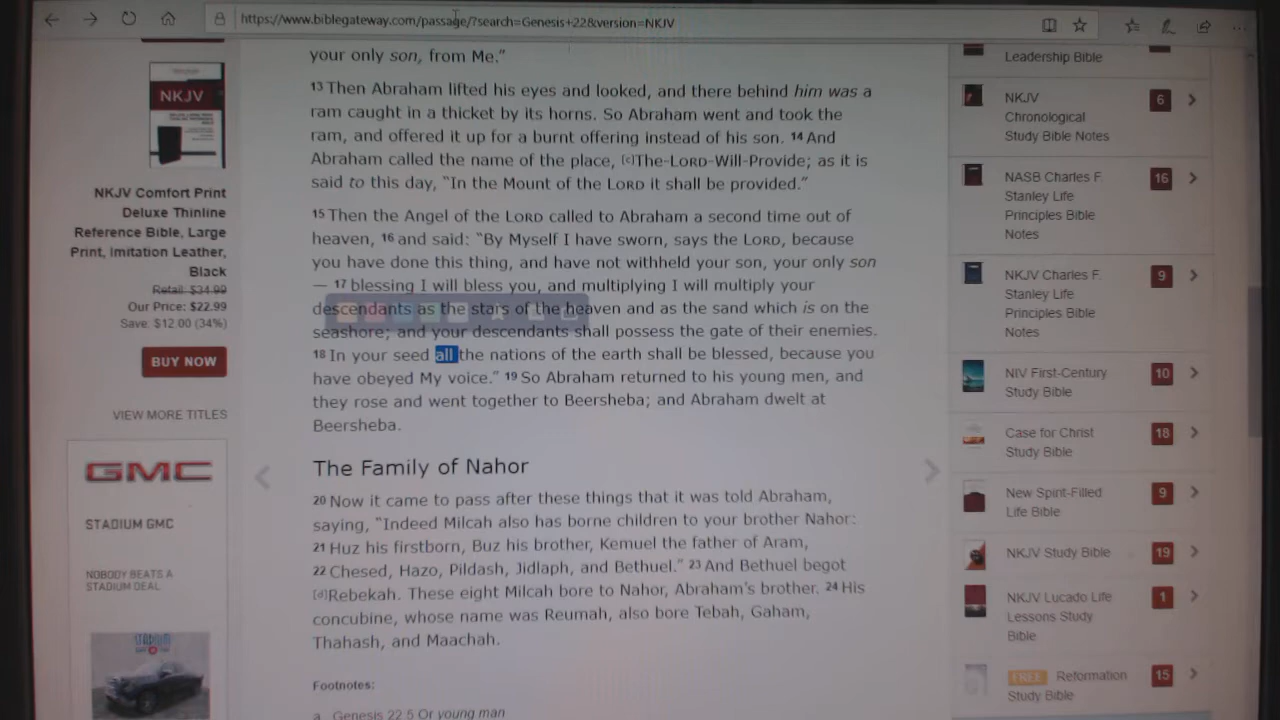 https://www.biblegateway.com/passage/?search=Genesis+22&version=NKJV
your only son, from Me.”
13 Then Abraham lifted his eyes and looked, and there behind him was a
ram caught in a thicket by its horns. So Abraham went and took the
ram, and offered it up for a burnt offering instead of his son. 14 And
Abraham called the name of the place, [c]The-LORD-Will-Provide; as it is
said to this day, “In the Mount of the LORD it shall be provided.”
15 Then the Angel of the LORD called to Abraham a second time out of
heaven, 16 and said: “By Myself I have sworn, says the LORD, because
you have done this thing, and have not withheld your son, your only son
— 17 blessing I will bless you, and multiplying I will multiply your
descendants as the stars of the heaven and as the sand which is on the
seashore; and your descendants shall possess the gate of their enemies.
18 In your seed all the nations of the earth shall be blessed, because you
have obeyed My voice.” 19 So Abraham returned to his young men, and
they rose and went together to Beersheba; and Abraham dwelt at
Beersheba.
The Family of Nahor
20 Now it came to pass after these things that it was told Abraham,
saying, “Indeed Milcah also has borne children to your brother Nahor:
21 Huz his firstborn, Buz his brother, Kemuel the father of Aram,
22 Chesed, Hazo, Pildash, Jidlaph, and Bethuel.” 23 And Bethuel begot
[d]Rebekah. These eight Milcah bore to Nahor, Abraham’s brother. 24 His
concubine, whose name was Reumah, also bore Tebah, Gaham,
Thahash, and Maachah.
Footnotes:
a Genesis 22:5 Or young man
NKJV
NKJV Comfort Print
Deluxe Thinline
Reference Bible, Large
Print, Imitation Leather,
Black
Retail: $34.99
Our Price: $22.99
Save: $12.00 (34%)
BUY NOW
VIEW MORE TITLES
GMC
STADIUM GMC
NOBODY BEATS A
STADIUM DEAL.
STADIUM
Leadership Bible
NKJV
Chronological
Study Bible Notes
6
NASB Charles F.
Stanley Life
Principles Bible
Notes
16
NKJV Charles F.
Stanley Life
Principles Bible
Notes
9
NIV First-Century
Study Bible
10
Case for Christ
Study Bible
18
New Spirit-Filled
Life Bible
9
NKJV Study Bible
19
NKJV Lucado Life
Lessons Study
Bible
1
FREE Reformation
Study Bible
15